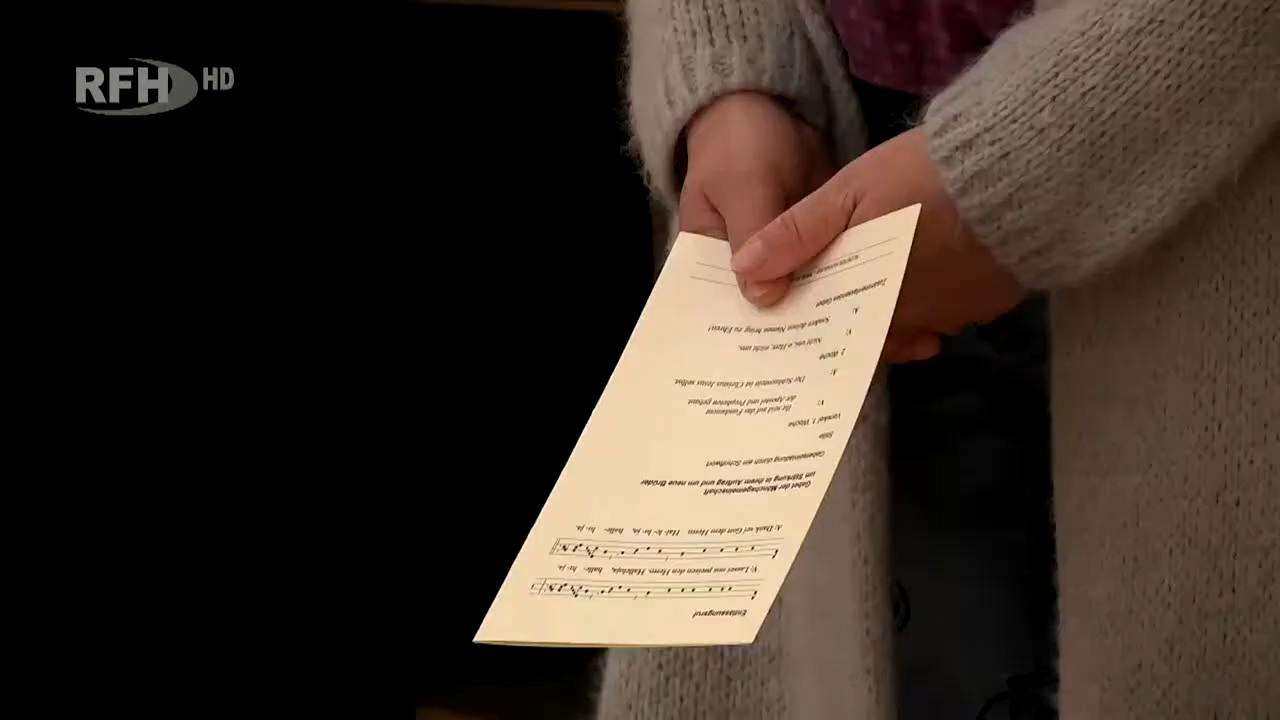 RFH HD
Entlassungsruf
V: Lasset uns preisen den Herrn. Halleluja, halle- lu- ja.
A: Dank sei Gott dem Herrn. Hal- le- lu- ja, halle- lu- ja.
Gebet der Mönchsgemeinschaft
um Stärkung in ihrem Auftrag und um neue Brüder
Gebetseinladung durch ein Schriftwort
Stille
Versikel 1. Woche
V: Ihr seid auf das Fundament
der Apostel und Propheten gebaut.
A: Der Schlussstein ist Christus Jesus selbst.
2. Woche
V: Nicht uns, o Herr, nicht uns,
A: Sondern deinen Namen bring zu Ehren!
Zusammenfassendes Gebet